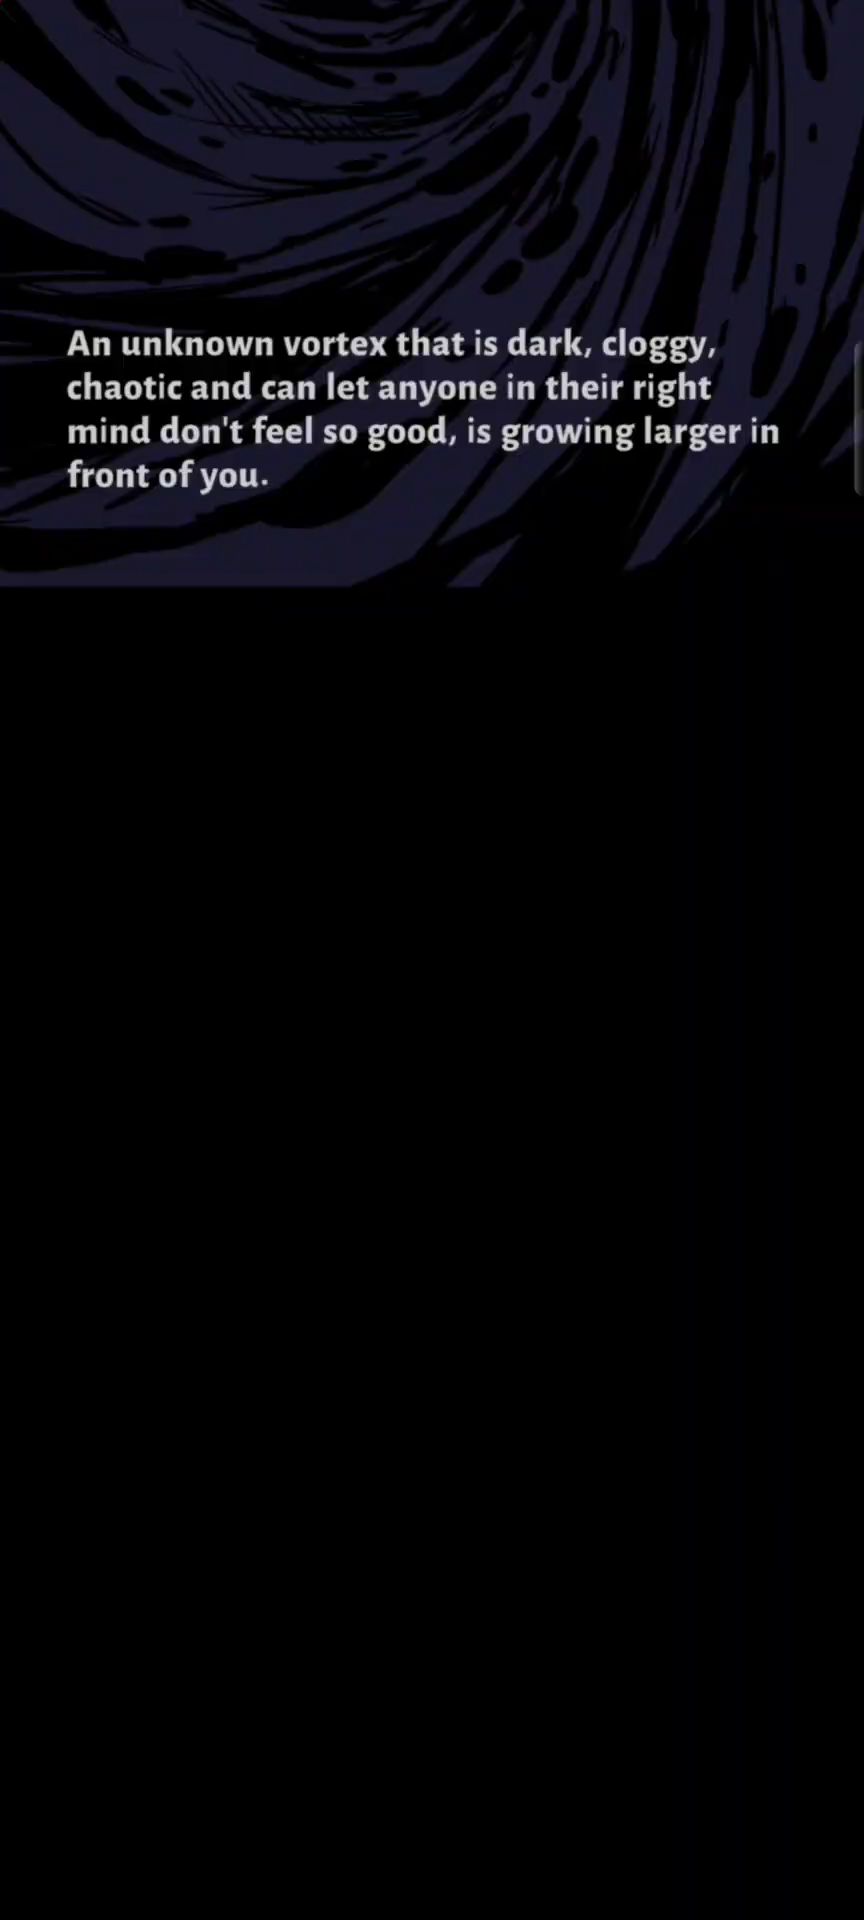 An unknown vortex that is dark, cloggy,
chaotic and can let anyone in their right
mind don't feel so good, is growing larger in
front of you.